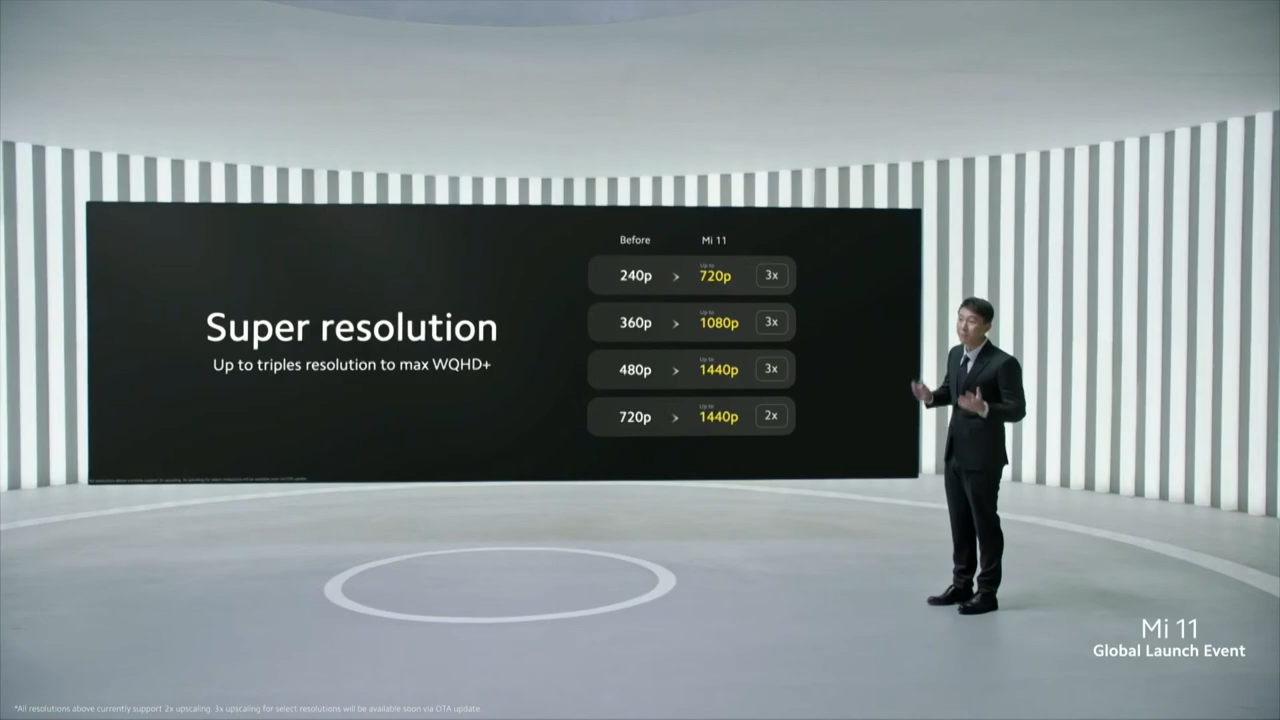 Before Mi 11
240p > Up to 720p 3x
Super resolution
360p > Up to 1080p 3x
Up to triples resolution to max WQHD+
480p > Up to 1440p 3x
720p > Up to 1440p 2x
Mi 11
Global Launch Event
*All resolutions above currently support 2x upscaling. 3x upscaling for select resolutions will be available soon via OTA update.